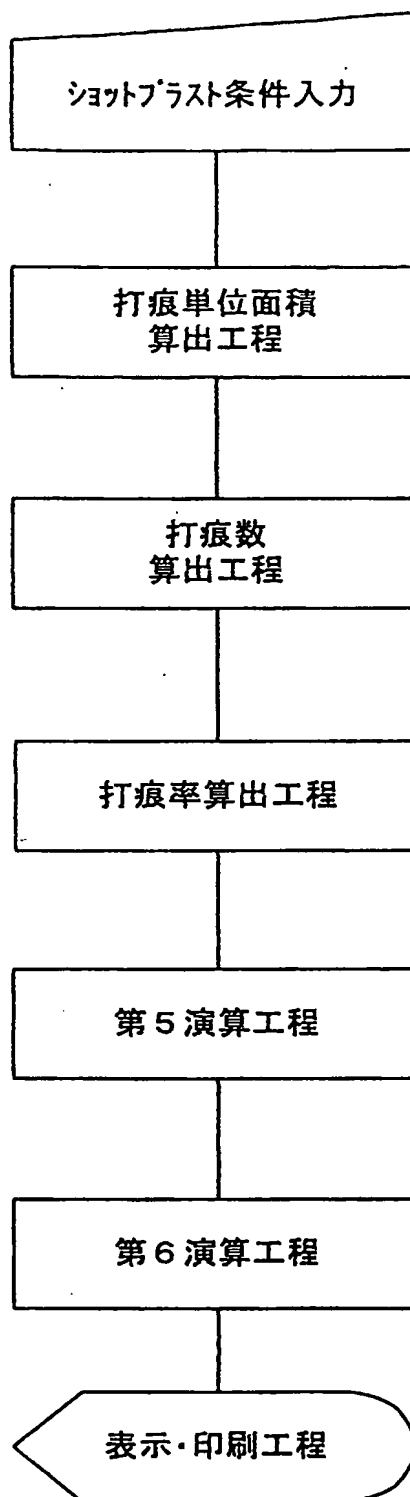 ショットブラスト条件入力
打痕単位面積
算出工程
打痕数
算出工程
打痕率算出工程
第5演算工程
第6演算工程
表示・印刷工程